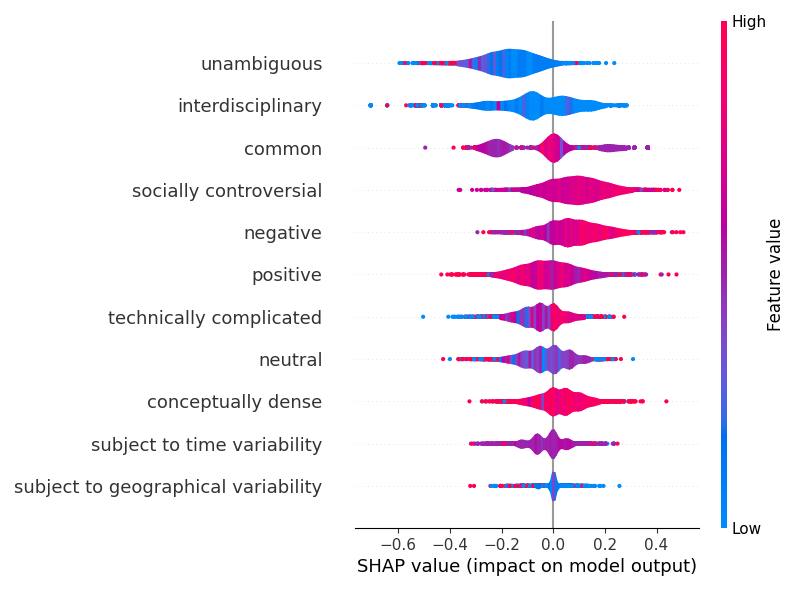 High
unambiguous
interdisciplinary
common
socially controversial
negative
positive
technically complicated
neutral
conceptually dense
subject to time variability
subject to geographical variability
Feature value
Low
−0.6 −0.4 −0.2 0.0 0.2 0.4
SHAP value (impact on model output)